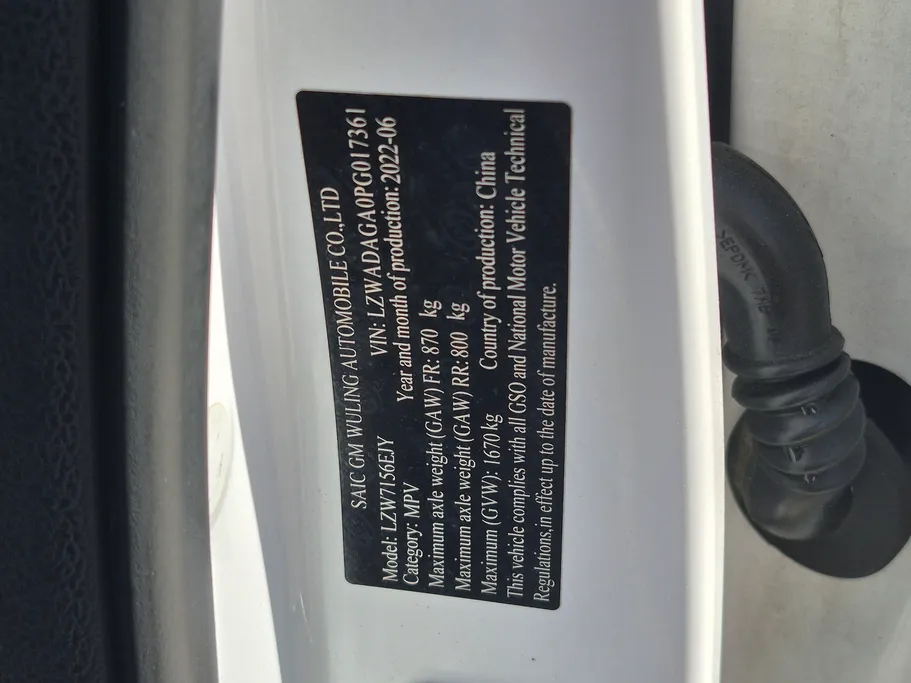 SAIC GM WULING AUTOMOBILE CO.,LTD
Model: LZW7156EJY VIN: LZWADAGA0PG017361
Category: MPV Year and month of production: 2022-06
Maximum axle weight (GAW) FR: 870 kg
Maximum axle weight (GAW) RR: 800 kg
Maximum (GVW): 1670 kg Country of production: China
This vehicle complies with all GSO and National Motor Vehicle Technical
Regulations,in effect up to the date of manufacture.